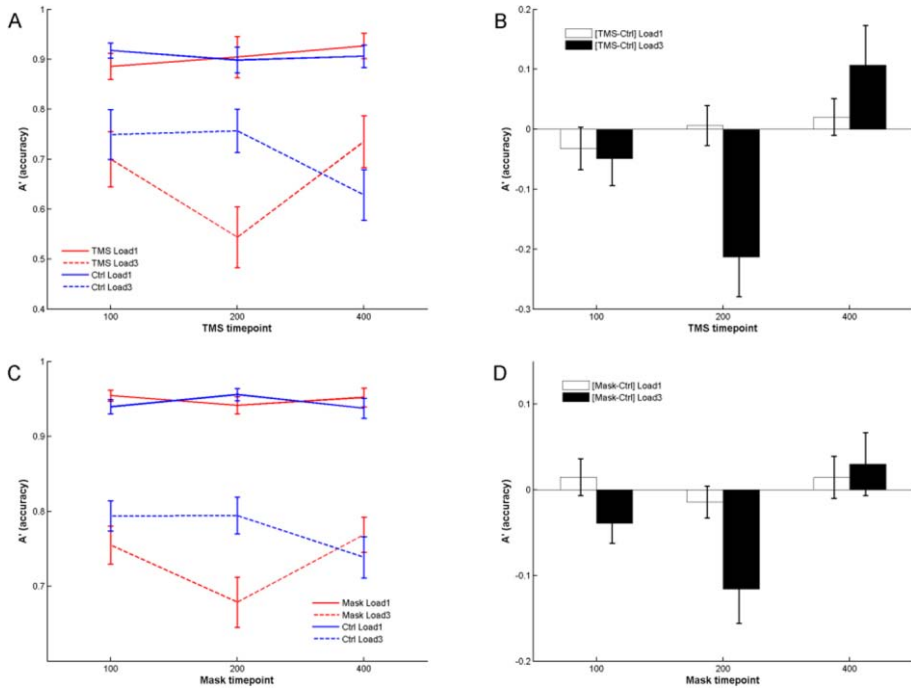 A
1
0.9
0.8
0.7
0.6
0.5
0.4
A' (accuracy)
TMS Load1
TMS Load3
Ctrl Load1
Ctrl Load3
100
200
400
TMS timepoint
B
0.2
0.1
0
-0.1
-0.2
-0.3
A' (accuracy)
[TMS-Ctrl] Load1
[TMS-Ctrl] Load3
100
200
400
TMS timepoint
C
1
0.9
0.8
0.7
A' (accuracy)
Mask Load1
Mask Load3
Ctrl Load1
Ctrl Load3
100
200
400
Mask timepoint
D
0.1
0
-0.1
-0.2
A' (accuracy)
[Mask-Ctrl] Load1
[Mask-Ctrl] Load3
100
200
400
Mask timepoint